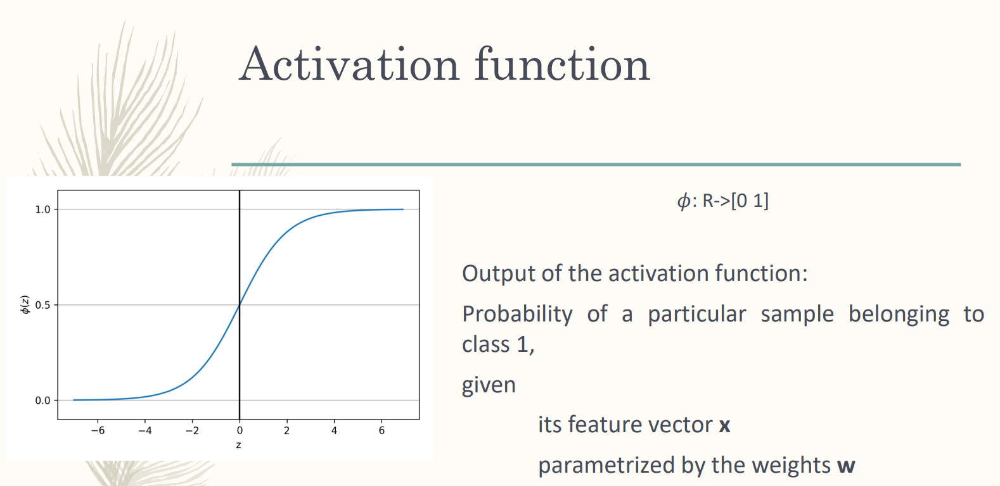 Activation function
1.0
0.5
0.0
ϕ(z)
−6 −4 −2 0 2 4 6
z
ϕ: R->[0 1]
Output of the activation function:
Probability of a particular sample belonging to
class 1,
given
its feature vector x
parametrized by the weights w